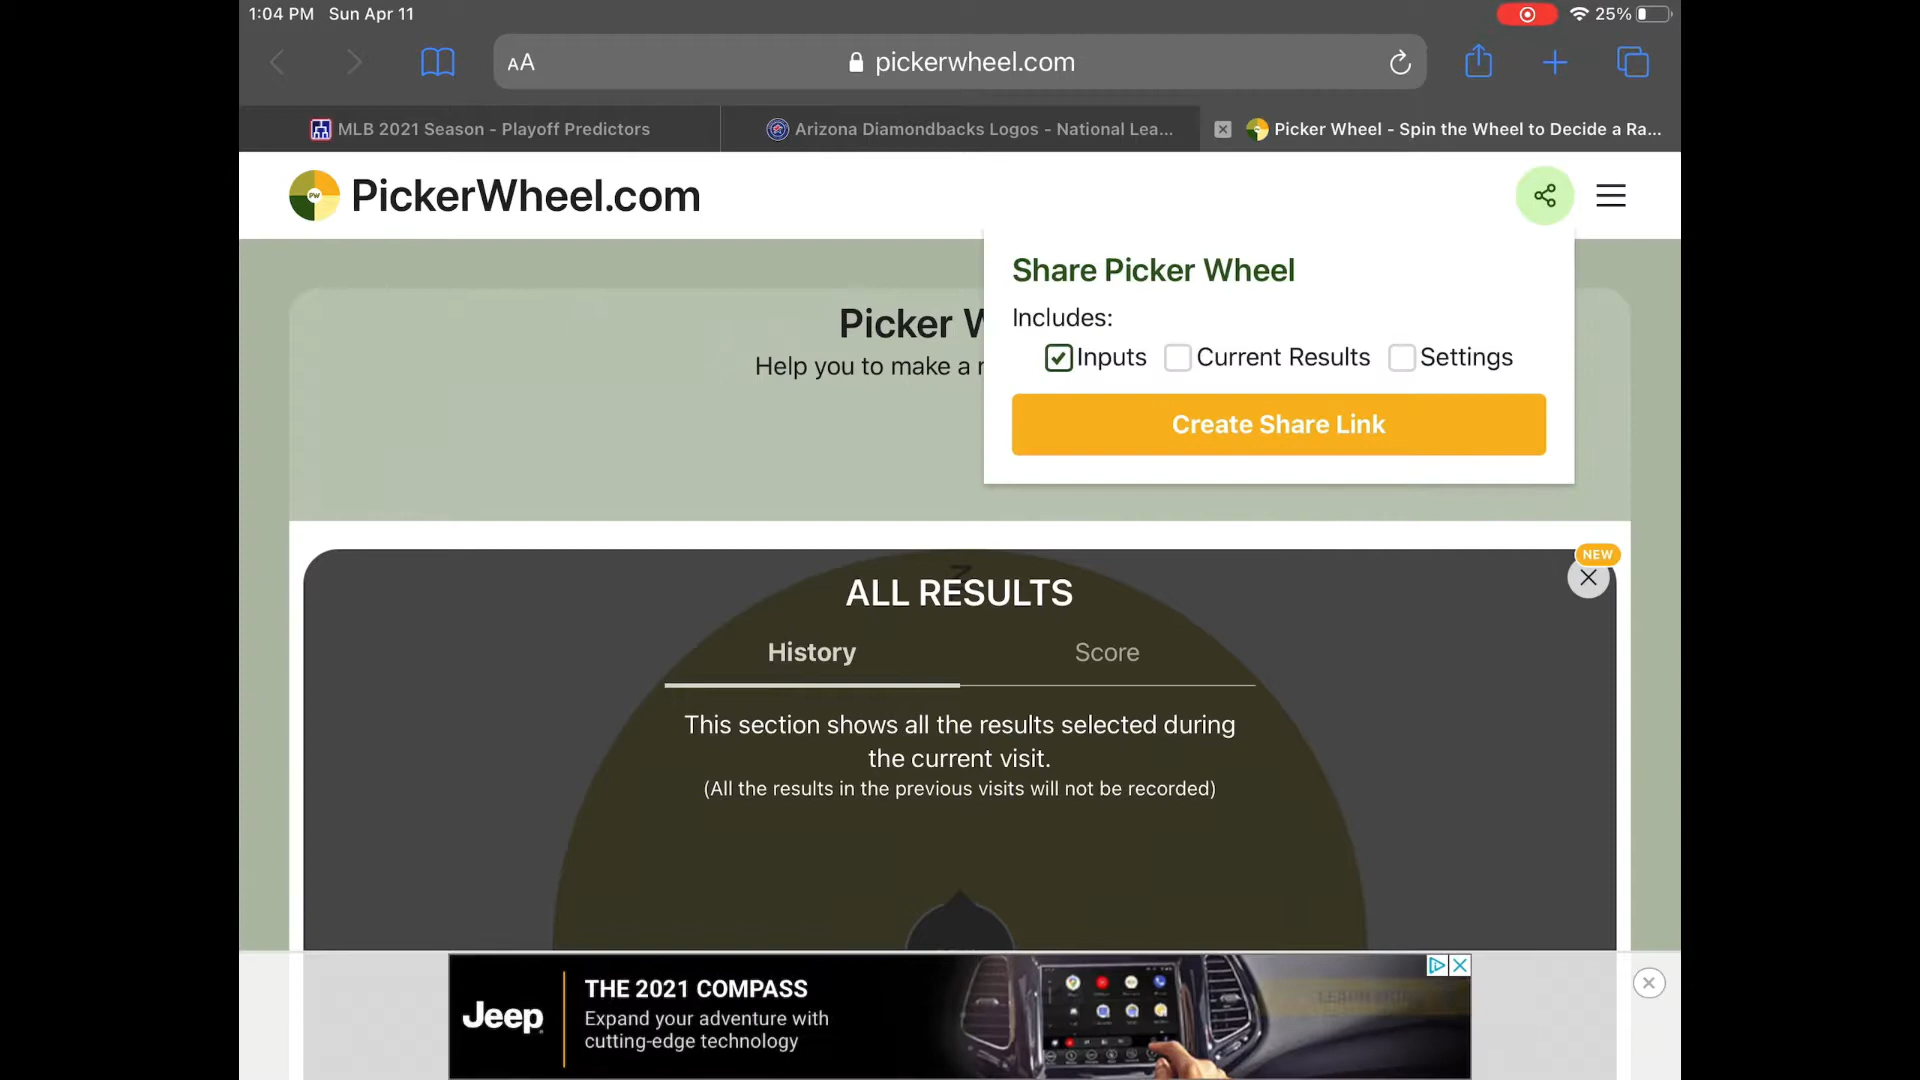 1:04 PM Sun Apr 11
25%
AA
pickerwheel.com
MLB 2021 Season - Playoff Predictors
Arizona Diamondbacks Logos - National Lea...
Picker Wheel - Spin the Wheel to Decide a Ra...
PW
PickerWheel.com
Share Picker Wheel
Includes:
Inputs
Current Results
Settings
Create Share Link
Picker W
Help you to make a r
NEW
ALL RESULTS
History
Score
This section shows all the results selected during
the current visit.
(All the results in the previous visits will not be recorded)
Jeep
THE 2021 COMPASS
Expand your adventure with
cutting-edge technology